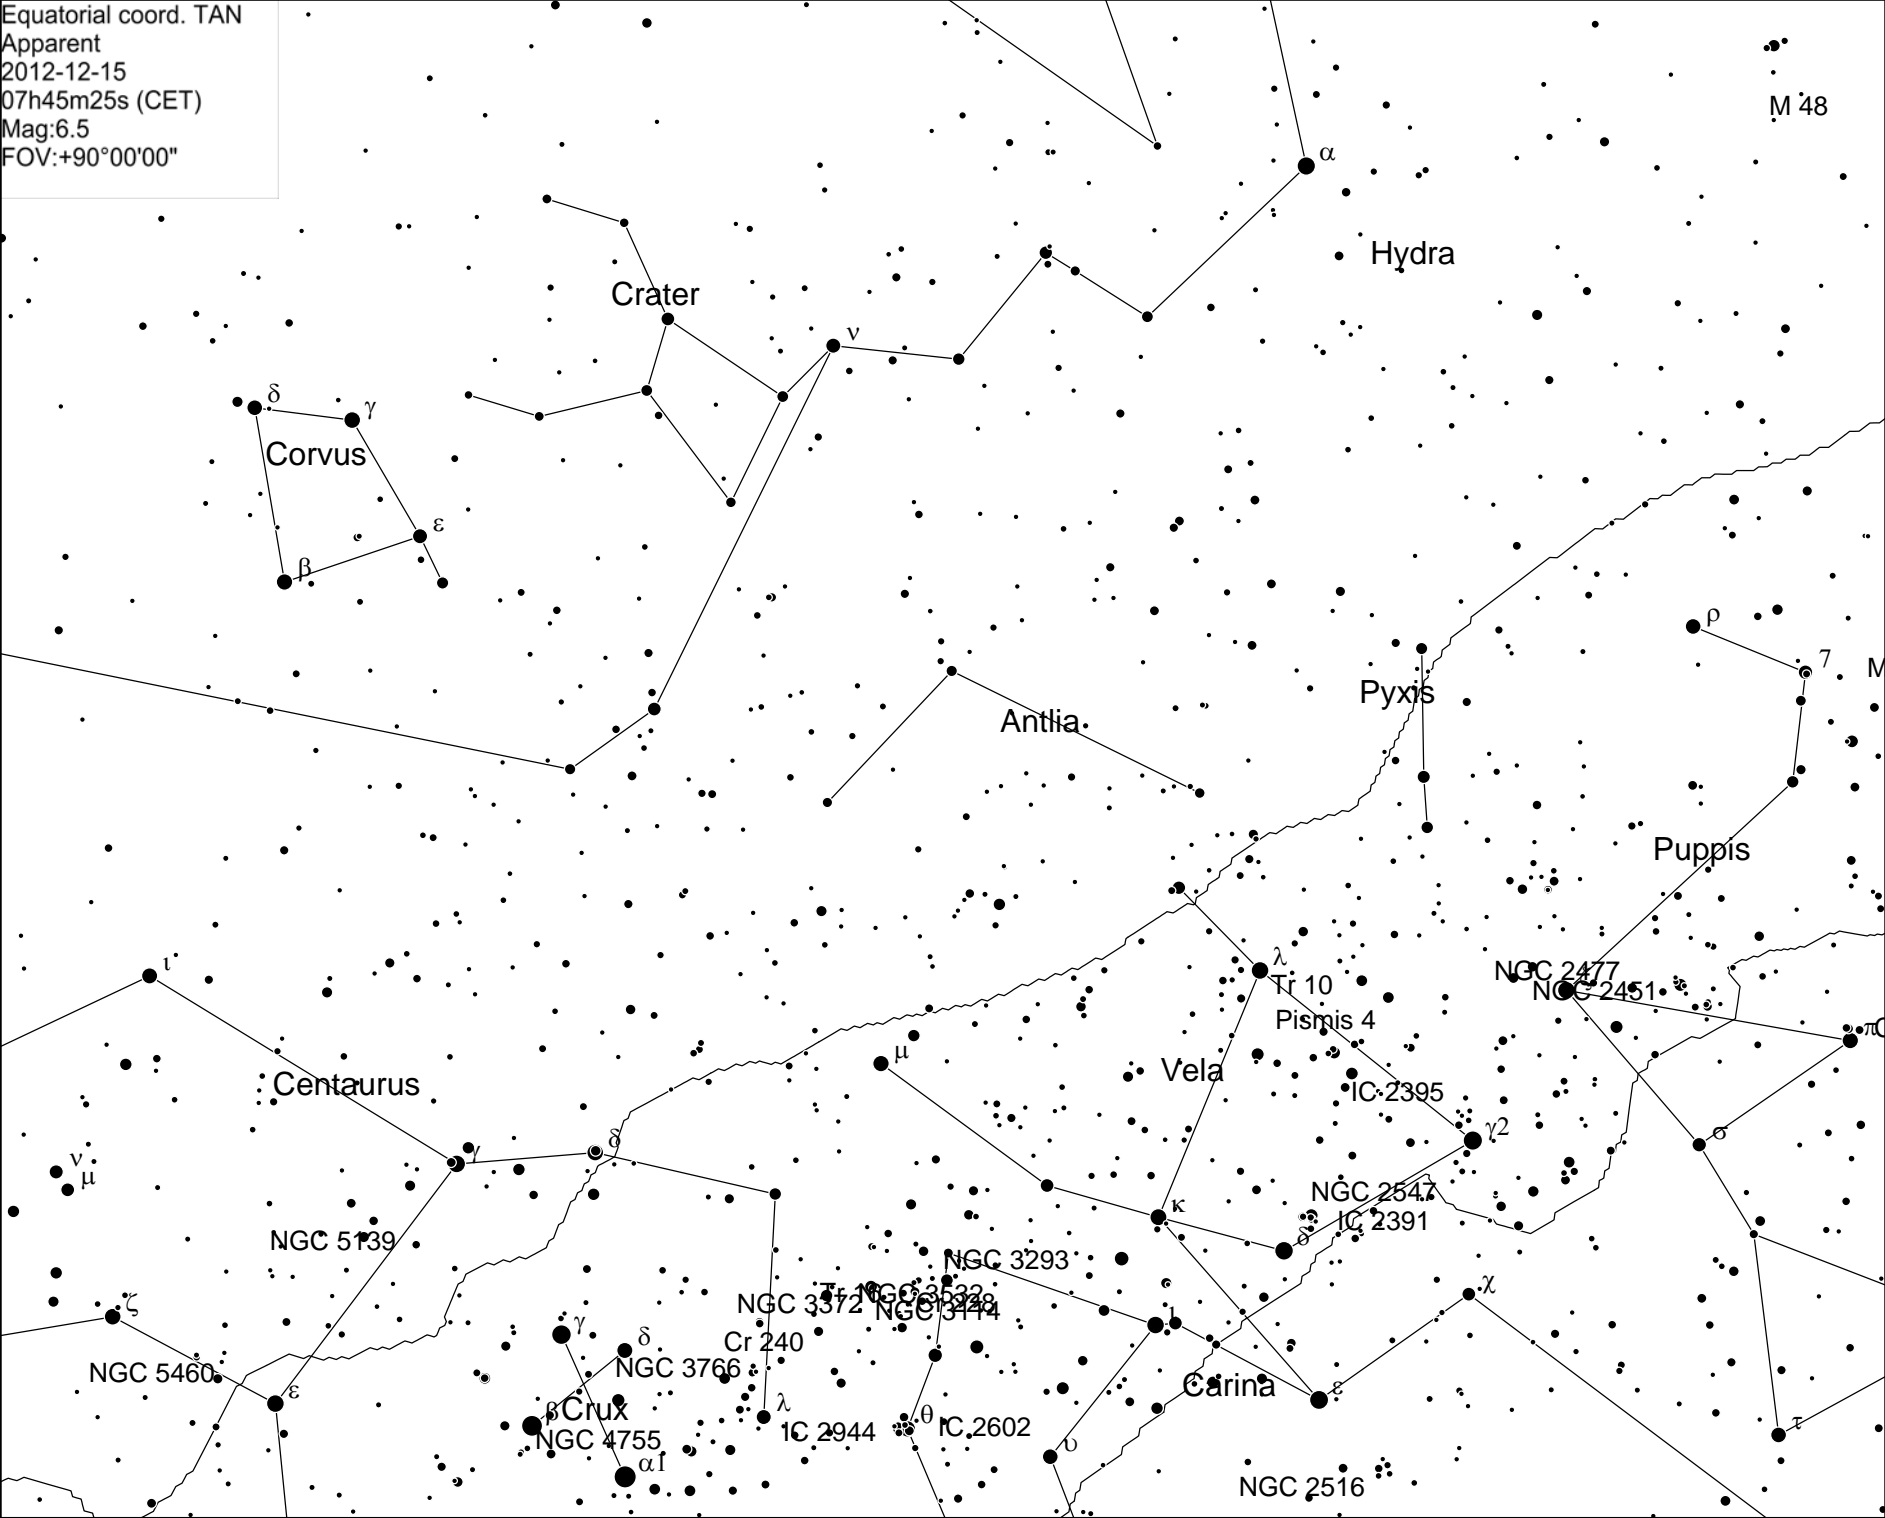 Equatorial coord. TAN
Apparent
2012-12-15
07h45m25s (CET)
Mag:6.5
FOV:+90°00'00"
M 48
α
Hydra
Crater
ν
δ
γ
Corvus
ε
β
ρ
7
M
Pyxis
Antlia
Puppis
ι
λ
NGC 2477
Tr 10
NGC 2451
Pismis 4
π
μ
Vela
Centaurus
IC 2395
γ2
σ
δ
γ
ν
μ
NGC 2547
κ
IC 2391
δ
NGC 5139
NGC 3293
χ
ζ
NGC 3372
NGC 3532
NGC 3114
ι
γ
δ
Cr 240
NGC 3766
NGC 5460
Carina
ε
ε
β
Crux
λ
θ
IC 2602
IC 2944
τ
NGC 4755
υ
α1
NGC 2516